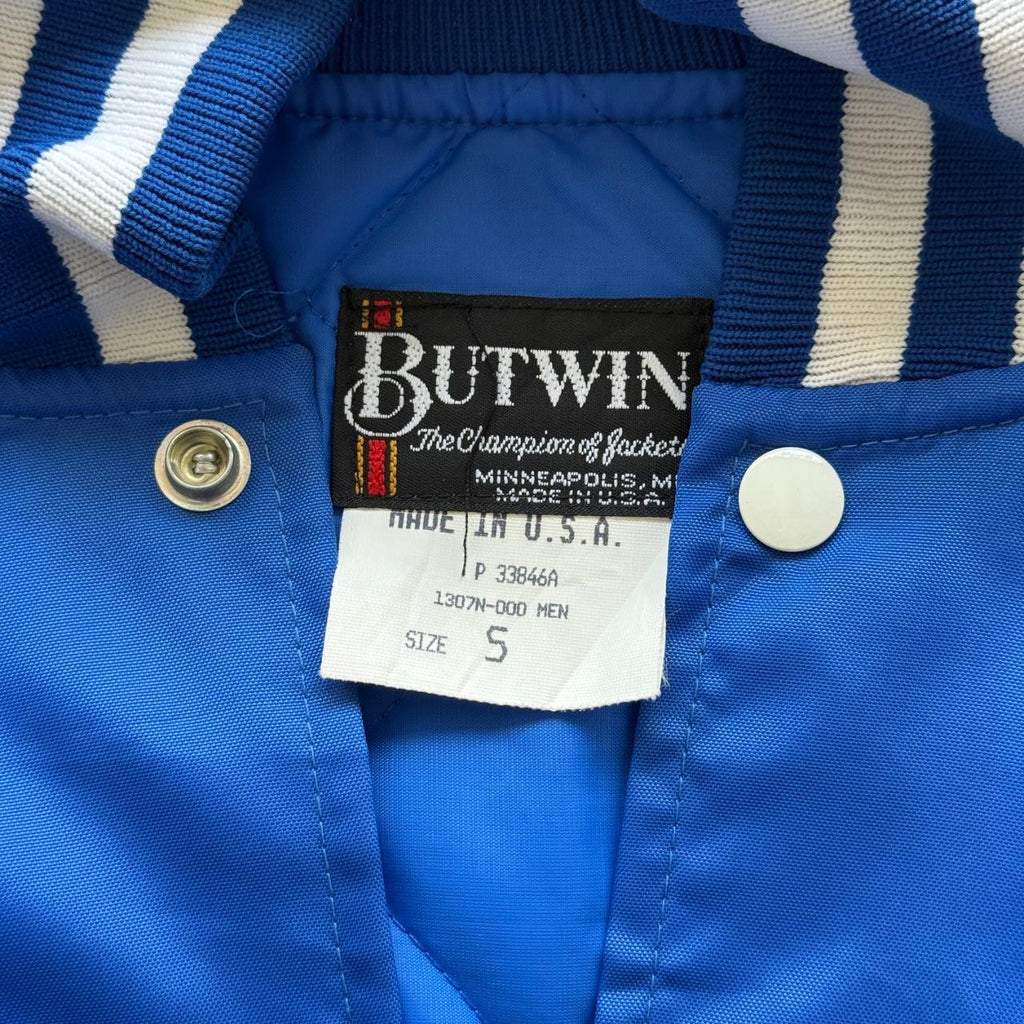 BUTWIN
The Champion of Jackets
MINNEAPOLIS, M
MADE IN U.S.A.
MADE IN U.S.A.
P 33846A
1307N-000 MEN
SIZE S